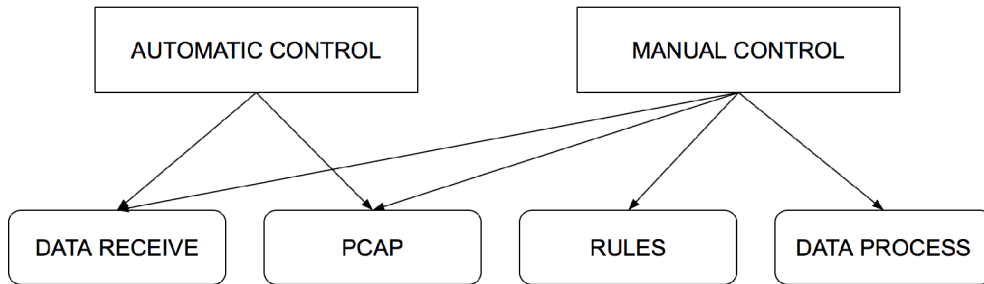 AUTOMATIC CONTROL
MANUAL CONTROL
DATA RECEIVE
PCAP
RULES
DATA PROCESS